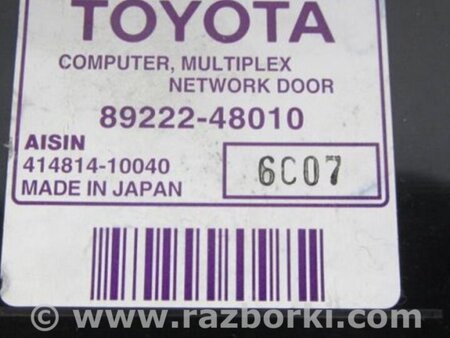 TOYOTA
COMPUTER, MULTIPLEX
NETWORK DOOR
89222-48010
AISIN
414814-10040
MADE IN JAPAN
6C07
© www.razborki.com